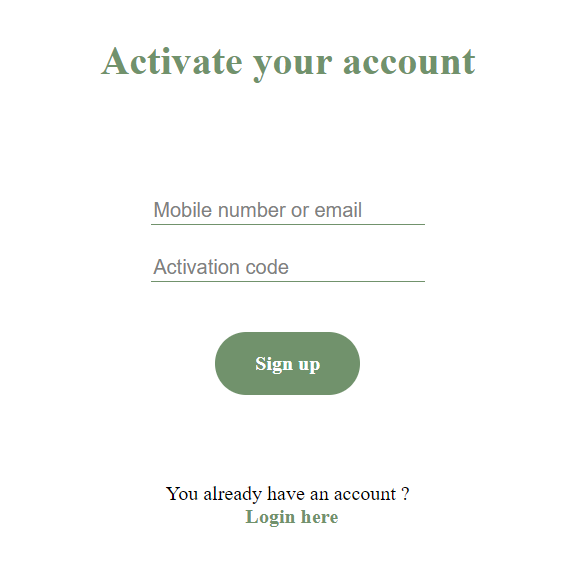 Activate your account
Mobile number or email
Activation code
Sign up
You already have an account ?
Login here